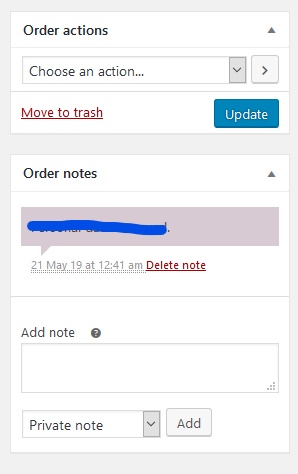 Order actions
Choose an action...
Move to trash
Update
Order notes
21 May 19 at 12:41 am Delete note
Add note
Private note
Add